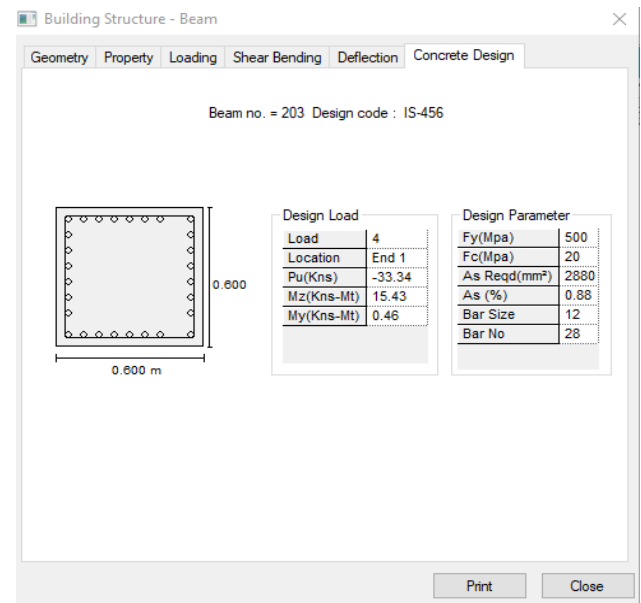 Building Structure - Beam
Geometry Property Loading Shear Bending Deflection Concrete Design
Beam no. = 203 Design code : IS-456
0.600
0.600 m
Design Load
Load 4
Location End 1
Pu(Kns) -33.34
Mz(Kns-Mt) 15.43
My(Kns-Mt) 0.46
Design Parameter
Fy(Mpa) 500
Fc(Mpa) 20
As Reqd(mm²) 2880
As (%) 0.88
Bar Size 12
Bar No 28
Print Close